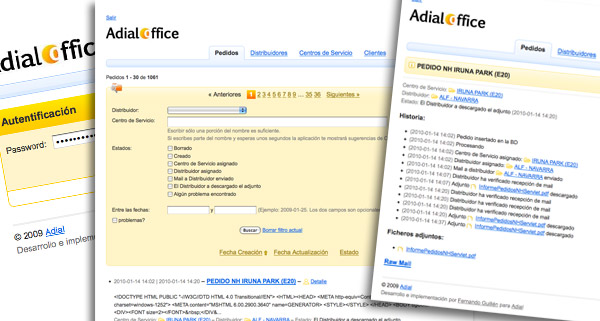 Adial Office
Autentificación
Password:
© 2009 Adial
Desarrollo e impleme
Salir
Adial Office
Pedidos Distribuidores Centros de Servicio Clientes
Pedidos 1 - 30 de 1061
« Anteriores 1 2 3 4 5 6 7 8 9 ... 35 36 Siguientes »
Distribuidor:
Centro de Servicio:
Escribir sólo una porción del nombre es suficiente.
Si escribes parte del nombre y esperas unos segundos la aplicación te mostrará sugerencias de C
Estados:
Borrado
Creado
Centro de Servicio asignado
Distribuidor asignado
Mail a Distribuidor enviado
El Distribuidor a descargado el adjunto
Algún problema encontrado
Entre las fechas: y (Ejemplo: 2009-01-25. Los dos campos son opcionales
problemas?
Buscar Borrar filtro actual
Fecha Creación Fecha Actualización Estado
• 2010-01-14 14:02 | 2010-01-14 14:20 – PEDIDO NH IRUNA PARK (E20) – Detalle
<!DOCTYPE HTML PUBLIC "-//W3C//DTD HTML 4.0 Transitional//EN"> <HTML><HEAD> <META http-equiv=Con
charset=windows-1252"> <META content="MSHTML 6.00.2900.3640" name=GENERATOR> <STYLE></STYLE> </HEAD>
<DIV><FONT size=2></FONT>&nbsp;</DIV&
Centro de Servicio: IRUNA PARK (E20) – Distribuidor: ALF - NAVARRA – Estado: El Distribuidor a descargado el adjunto
Salir
Adial Office
Pedidos Distribuidores
PEDIDO NH IRUNA PARK (E20)
Centro de Servicio: IRUNA PARK (E20)
Distribuidor: ALF - NAVARRA
Estado: El Distribuidor a descargado el adjunto (2010-01-14 14:20)
Historia:
• (2010-01-14 14:02) Pedido insertado en la BD
• (2010-01-14 14:02) Procesando
• (2010-01-14 14:02) Centro de Servicio asignado: IRUNA PARK (E20)
• (2010-01-14 14:02) Distribuidor asignado: ALF - NAVARRA
• (2010-01-14 14:02) Mail a Distribuidor enviado
• (2010-01-14 14:07) Distribuidor ha verificado recepción de mail
• (2010-01-14 14:07) Adjunto InformePedidosNHServlet.pdf descargado
• (2010-01-14 14:20) Distribuidor ha verificado recepción de mail
• (2010-01-14 14:20) Distribuidor ha verificado recepción de mail
• (2010-01-14 14:20) Adjunto InformePedidosNHServlet.pdf descargado
• (2010-01-14 14:20) Adjunto InformePedidosNHServlet.pdf descargado
Ficheros adjuntos:
• InformePedidosNHServlet.pdf
Raw Mail
© 2009 Adial
Desarrollo e implementación por Fernando Guillén para Adial